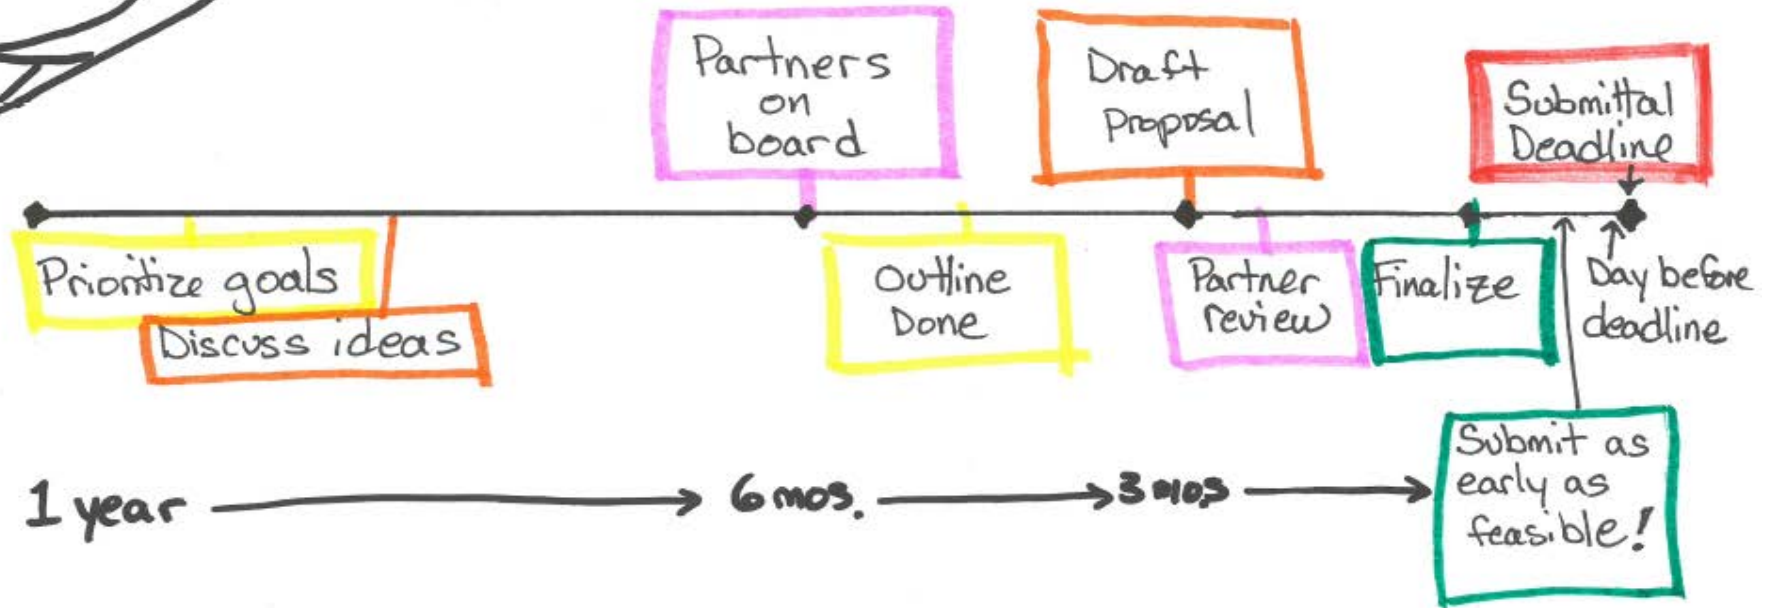 Partners
on
board
Draft
Proposal
Submittal
Deadline
Prioritize goals
Discuss ideas
Outline
Done
Partner
review
Finalize
Day before
deadline
1 year
6 mos.
3 mos
Submit as
early as
feasible!